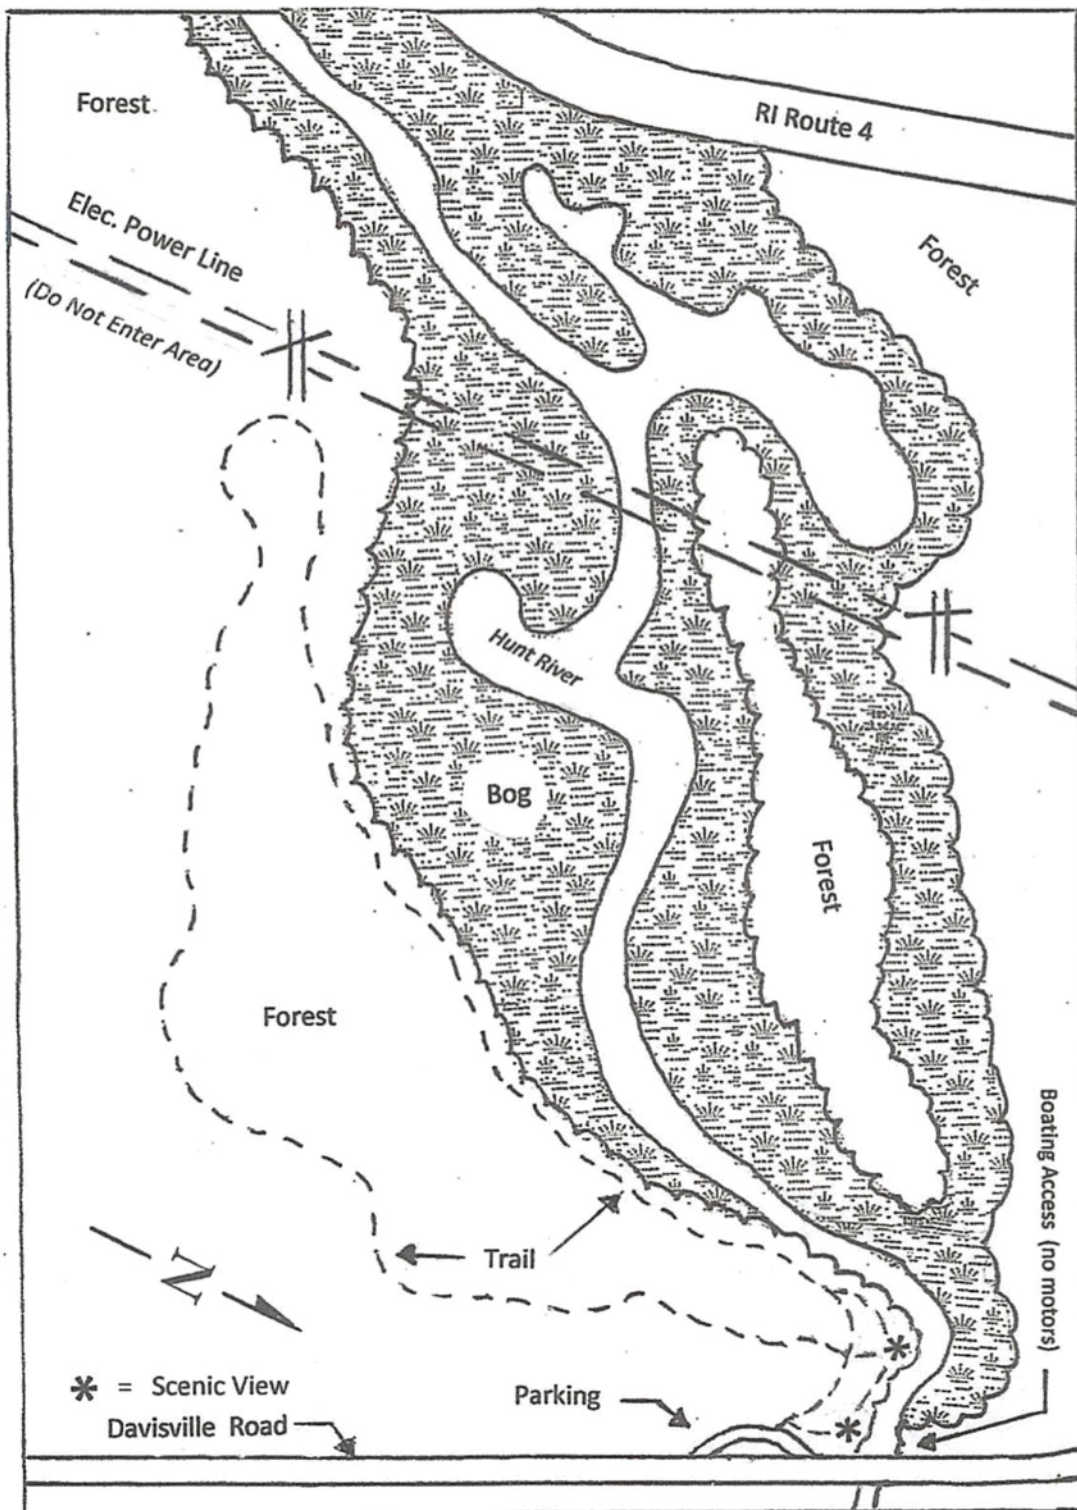 Forest
RI Route 4
Elec. Power Line
(Do Not Enter Area)
Forest
Hunt River
Bog
Forest
Forest
Boating Access (no motors)
Trail
N
* = Scenic View
Davisville Road
Parking